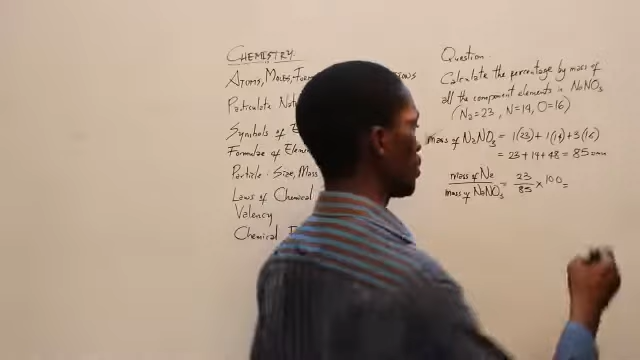 CHEMISTRY
ATOMS, MOLES, FORM
Particulate Nat
Symbols of E
Formulae of Elem
Particle: Size, Mass
Laws of Chemical
Valency
Chemical
Question
Calculate the percentage by mass of
all the component elements in NaNO3
(Na=23, N=14, O=16)
mass of NaNO3 = 1(23) + 1(14) + 3(16)
= 23 + 14 + 48 = 85 amu
mass of Na
mass of NaNO3 = 23/85 × 100 =